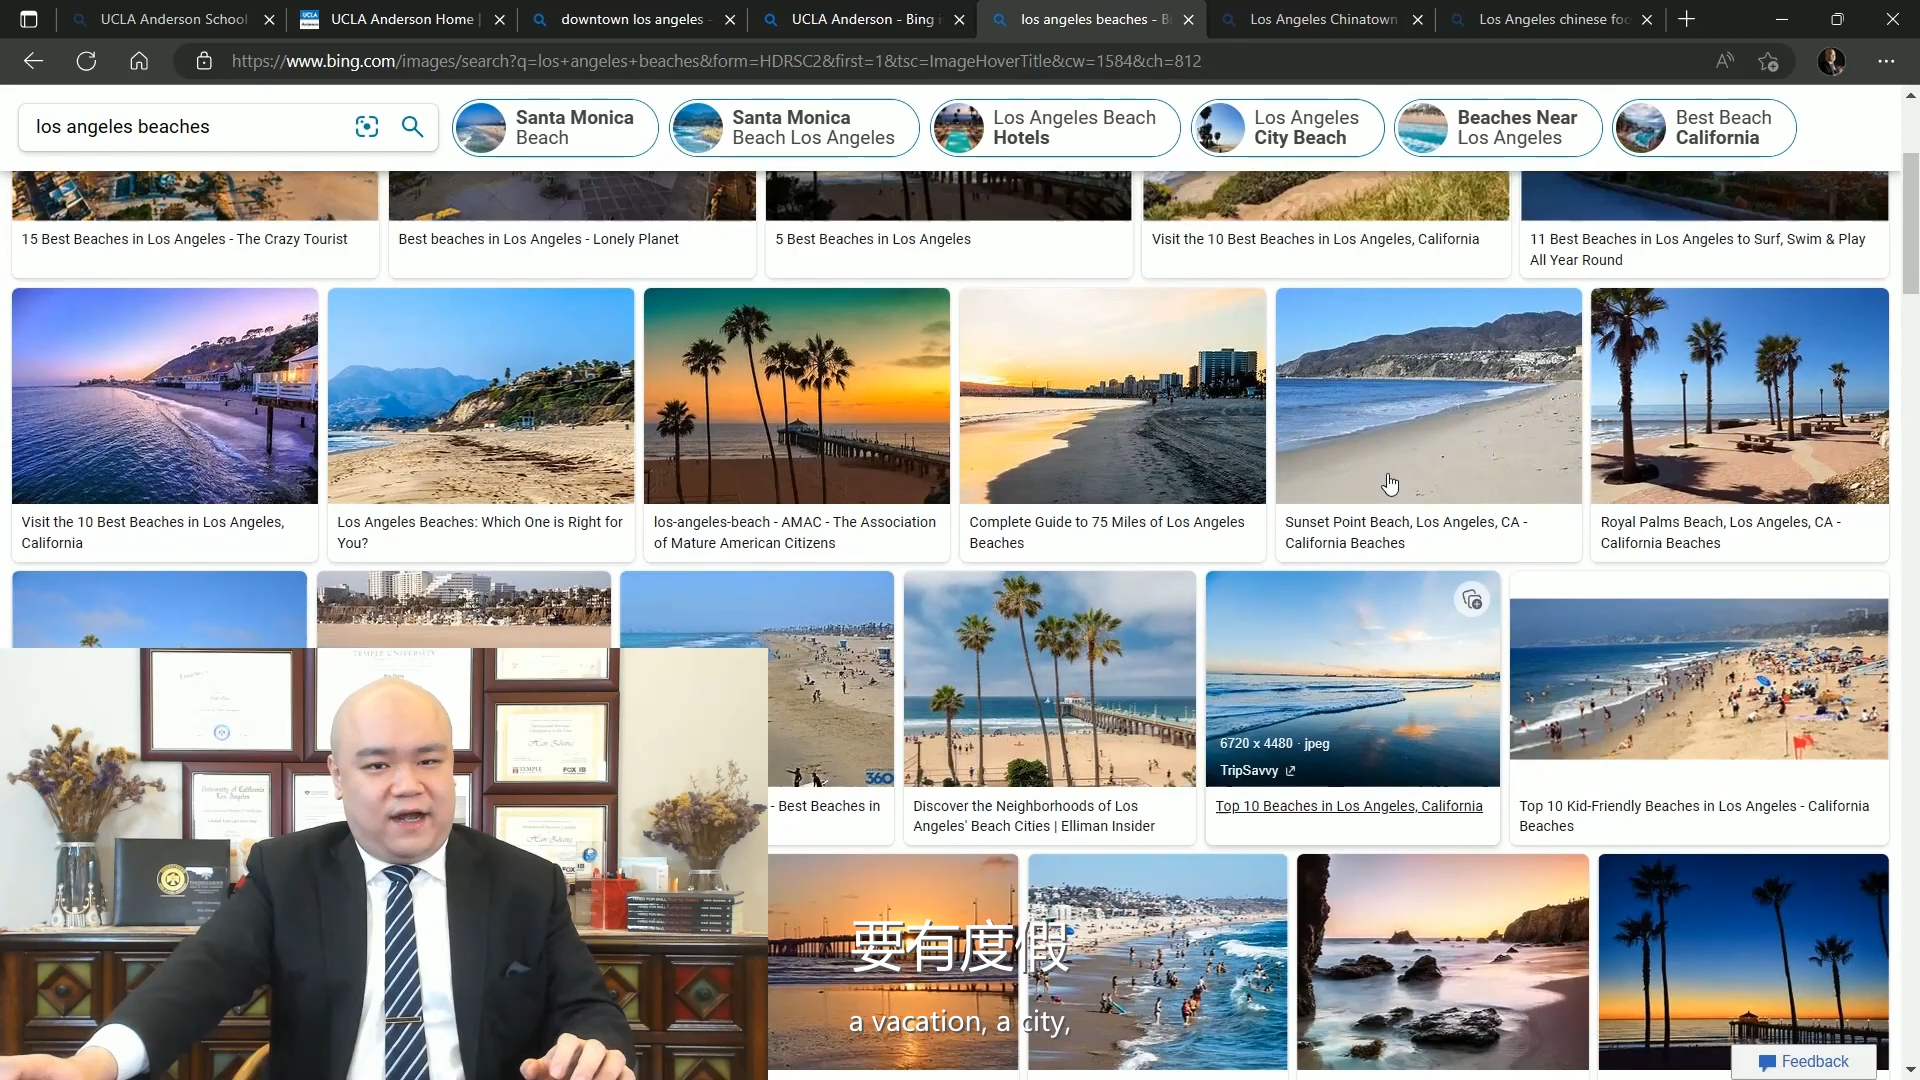 UCLA Anderson School
UCLA Anderson Home |
downtown los angeles -
UCLA Anderson - Bing i
los angeles beaches - B
Los Angeles Chinatown
Los Angeles chinese foo
https://www.bing.com/images/search?q=los+angeles+beaches&form=HDRSC2&first=1&tsc=ImageHoverTitle&cw=1584&ch=812
los angeles beaches
Santa Monica
Beach
Santa Monica
Beach Los Angeles
Los Angeles Beach
Hotels
Los Angeles
City Beach
Beaches Near
Los Angeles
Best Beach
California
15 Best Beaches in Los Angeles - The Crazy Tourist
Best beaches in Los Angeles - Lonely Planet
5 Best Beaches in Los Angeles
Visit the 10 Best Beaches in Los Angeles, California
11 Best Beaches in Los Angeles to Surf, Swim & Play
All Year Round
Visit the 10 Best Beaches in Los Angeles,
California
Los Angeles Beaches: Which One is Right for
You?
los-angeles-beach - AMAC - The Association
of Mature American Citizens
Complete Guide to 75 Miles of Los Angeles
Beaches
Sunset Point Beach, Los Angeles, CA -
California Beaches
Royal Palms Beach, Los Angeles, CA -
California Beaches
360
- Best Beaches in
Discover the Neighborhoods of Los
Angeles' Beach Cities | Elliman Insider
6720 x 4480 · jpeg
TripSavvy
Top 10 Beaches in Los Angeles, California
Top 10 Kid-Friendly Beaches in Los Angeles - California
Beaches
TEMPLE UNIVERSITY
TEMPLE
FOX IB
University of California
Los Angeles
要有度假
a vacation, a city,
Feedback